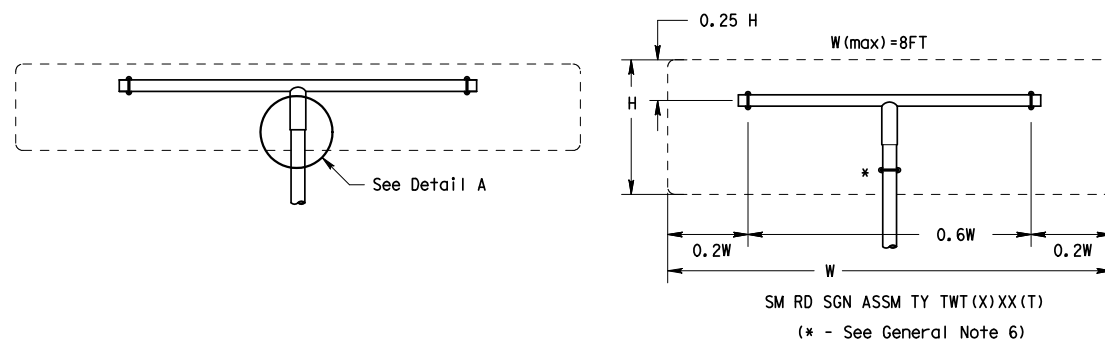 0.25 H
W(max)=8FT
H
See Detail A
*
0.2W
0.6W
0.2W
W
SM RD SGN ASSM TY TWT(X)XX(T)
(* - See General Note 6)